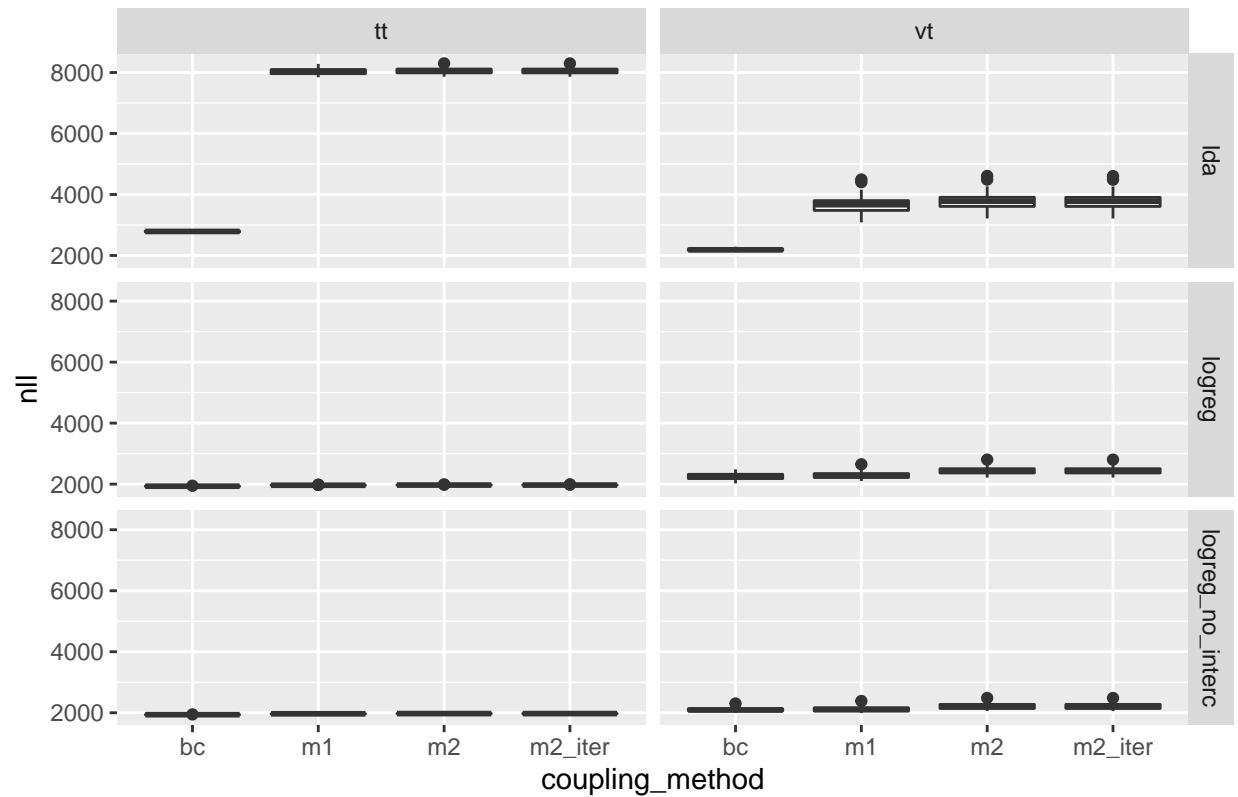 tt
vt
8000
6000
4000
2000
lda
8000
6000
4000
2000
logreg
8000
6000
4000
2000
logreg_no_interc
nll
bc
m1
m2
m2_iter
bc
m1
m2
m2_iter
coupling_method